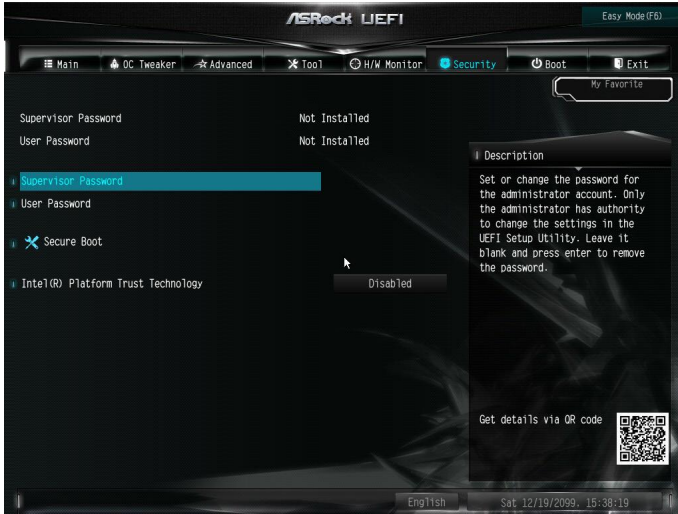 ASRock UEFI
Easy Mode(F6)
Main
OC Tweaker
Advanced
Tool
H/W Monitor
Security
Boot
Exit
My Favorite
Supervisor Password Not Installed
User Password Not Installed
Description
Supervisor Password
User Password
Secure Boot
Intel(R) Platform Trust Technology Disabled
Set or change the password for
the administrator account. Only
the administrator has authority
to change the settings in the
UEFI Setup Utility. Leave it
blank and press enter to remove
the password.
Get details via QR code
English
Sat 12/19/2099, 15:38:19